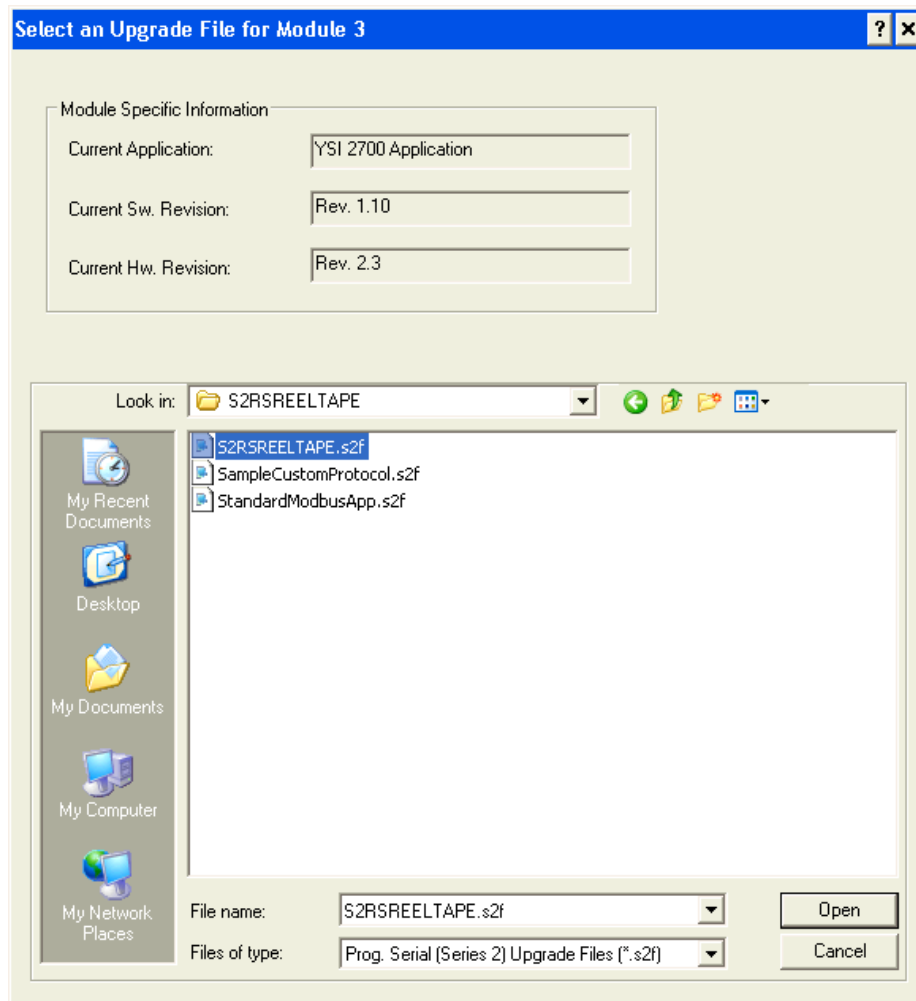 Select an Upgrade File for Module 3
Module Specific Information
Current Application: YSI 2700 Application
Current Sw. Revision: Rev. 1.10
Current Hw. Revision: Rev. 2.3
Look in: S2RSREELTAPE
S2RSREELTAPE.s2f
SampleCustomProtocol.s2f
StandardModbusApp.s2f
My Recent
Documents
Desktop
My Documents
My Computer
My Network
Places
File name: S2RSREELTAPE.s2f Open
Files of type: Prog. Serial (Series 2) Upgrade Files (*.s2f) Cancel